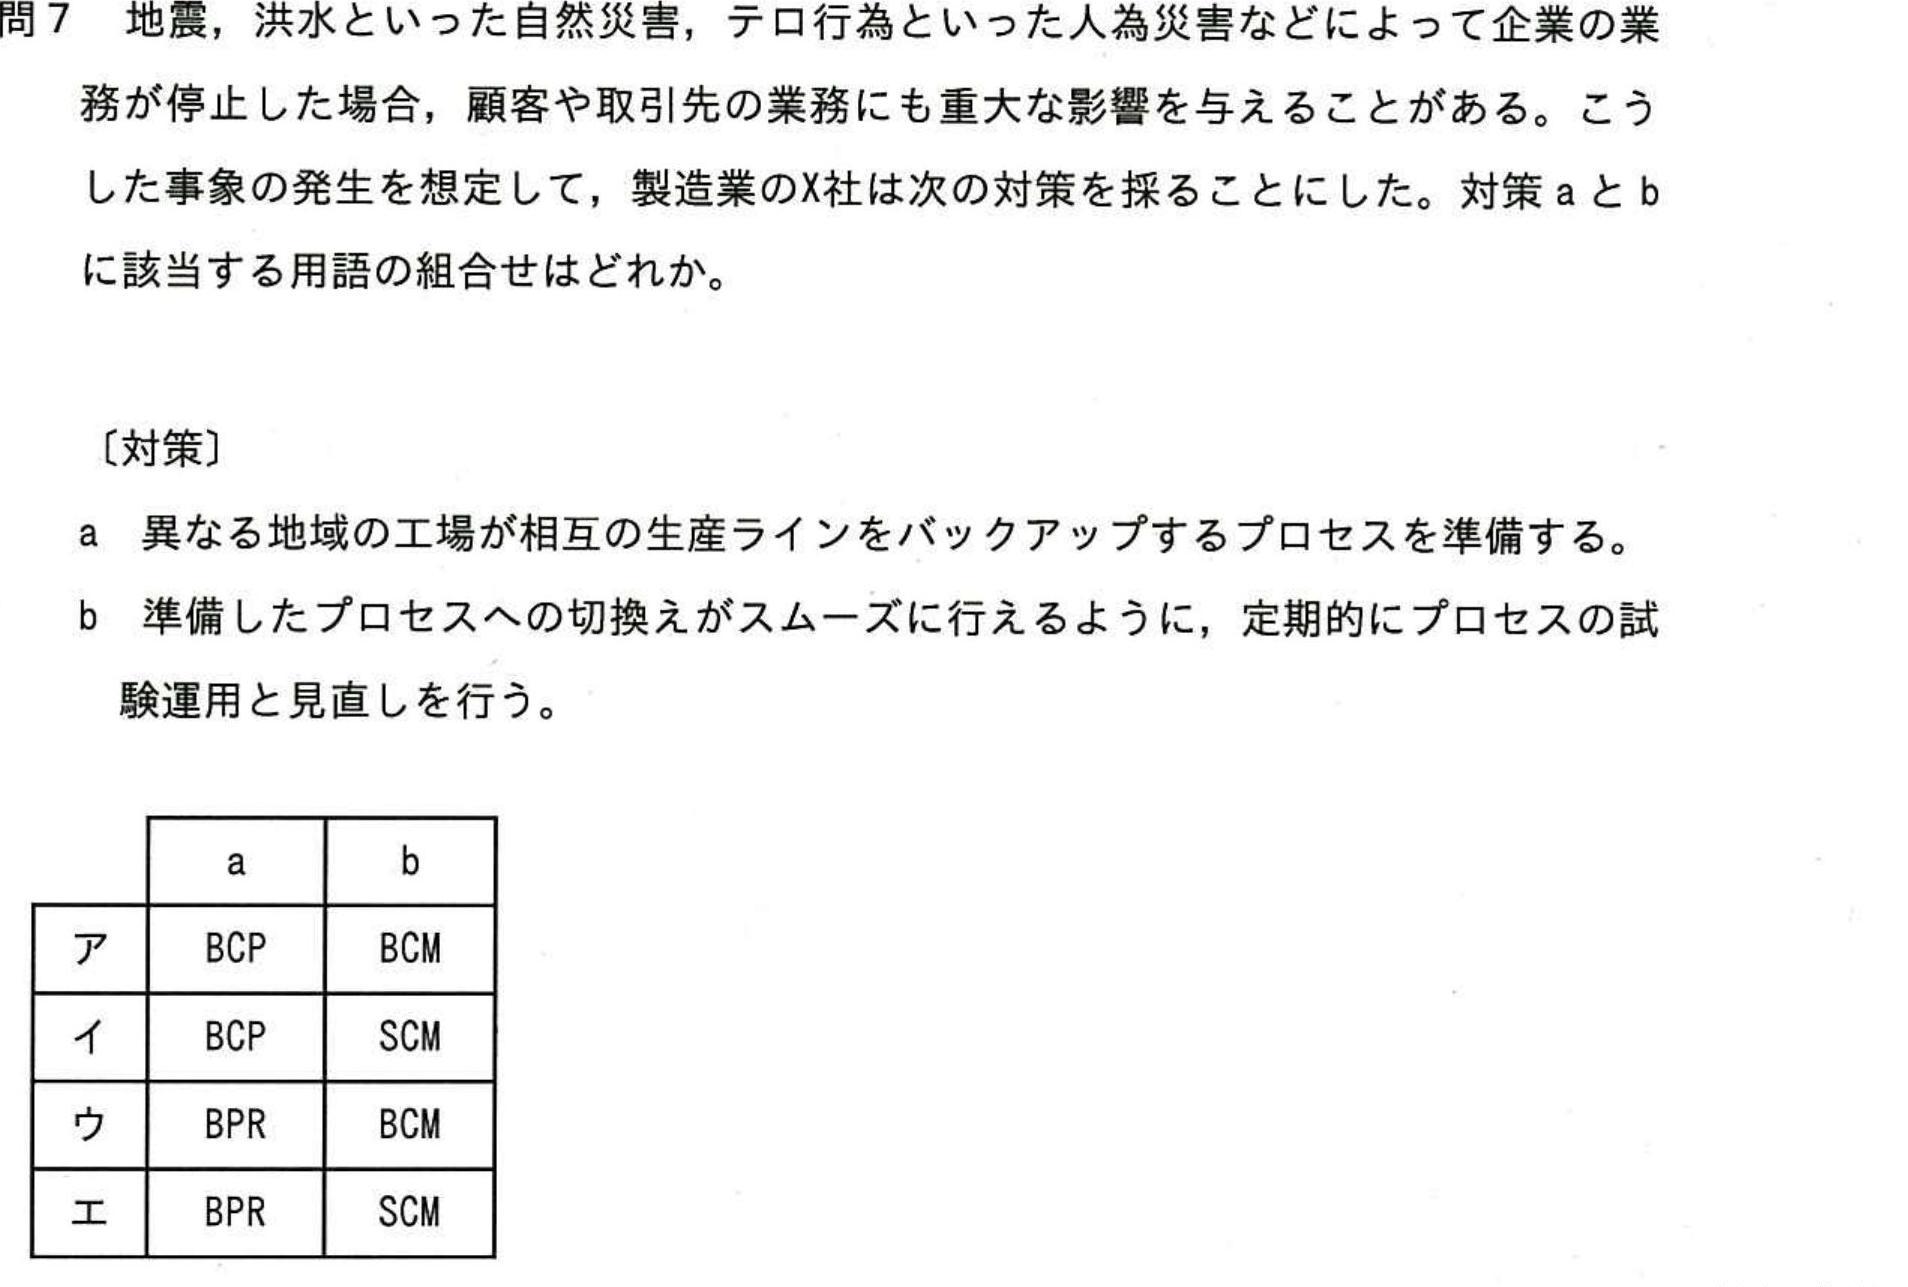 問7 地震，洪水といった自然災害，テロ行為といった人為災害などによって企業の業
務が停止した場合，顧客や取引先の業務にも重大な影響を与えることがある。こう
した事象の発生を想定して，製造業のX社は次の対策を採ることにした。対策aとb
に該当する用語の組合せはどれか。
〔対策〕
a 異なる地域の工場が相互の生産ラインをバックアップするプロセスを準備する。
b 準備したプロセスへの切換えがスムーズに行えるように，定期的にプロセスの試
験運用と見直しを行う。
a b
ア BCP BCM
イ BCP SCM
ウ BPR BCM
エ BPR SCM